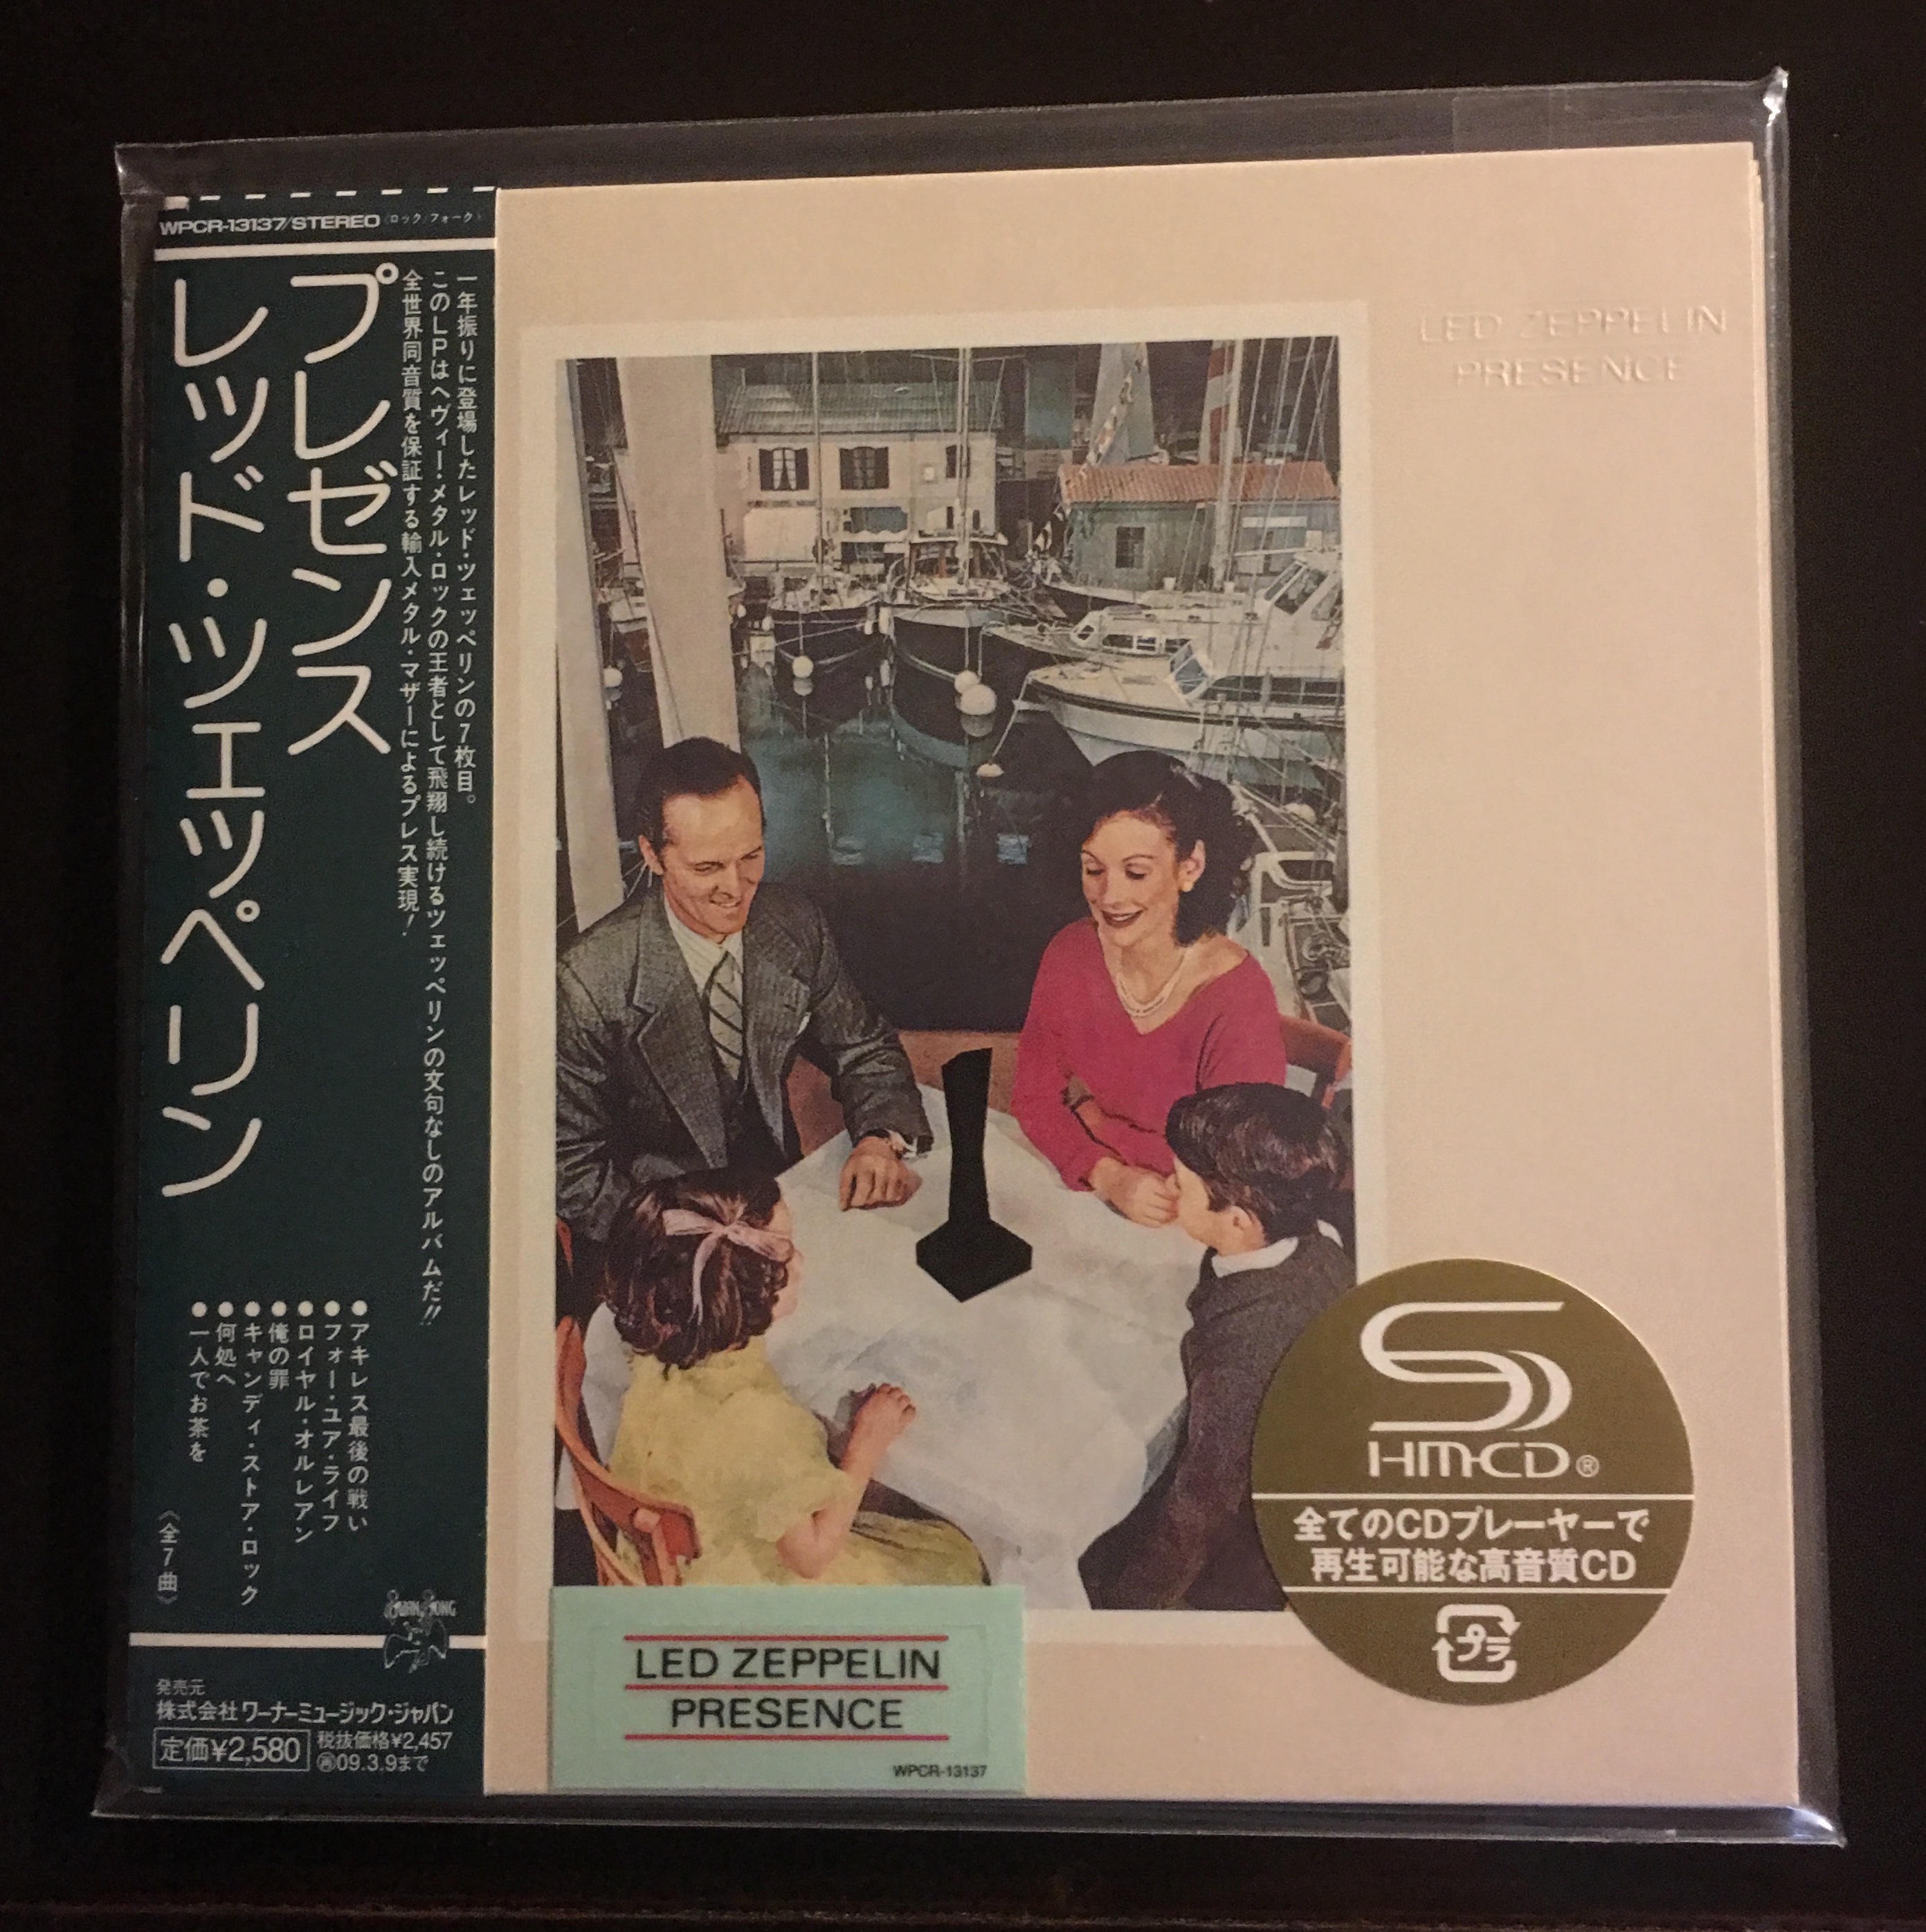 WPCR-13137/STEREO〈ロック/フォーク〉
一年振りに登場したレッド・ツェッペリンの7枚目。
このLPはヘヴィー・メタル・ロックの王者として飛翔し続けるツェッペリンの文句なしのアルバムだ!!
全世界同音質を保証する輸入メタル・マザーによるプレス実現!
プレゼンス
レッド・ツェッペリン
●アキレス最後の戦い
●フォー・ユア・ライフ
●ロイヤル・オルレアン
●俺の罪
●キャンディ・ストア・ロック
●何処へ
●一人でお茶を
〈全7曲〉
SWAN SONG
発売元
株式会社ワーナーミュージック・ジャパン
定価¥2,580
税抜価格¥2,457
㋐09.3.9まで
LED ZEPPELIN
PRESENCE
LED ZEPPELIN
PRESENCE
WPCR-13137
SHM-CD®
全てのCDプレーヤーで
再生可能な高音質CD
プラ